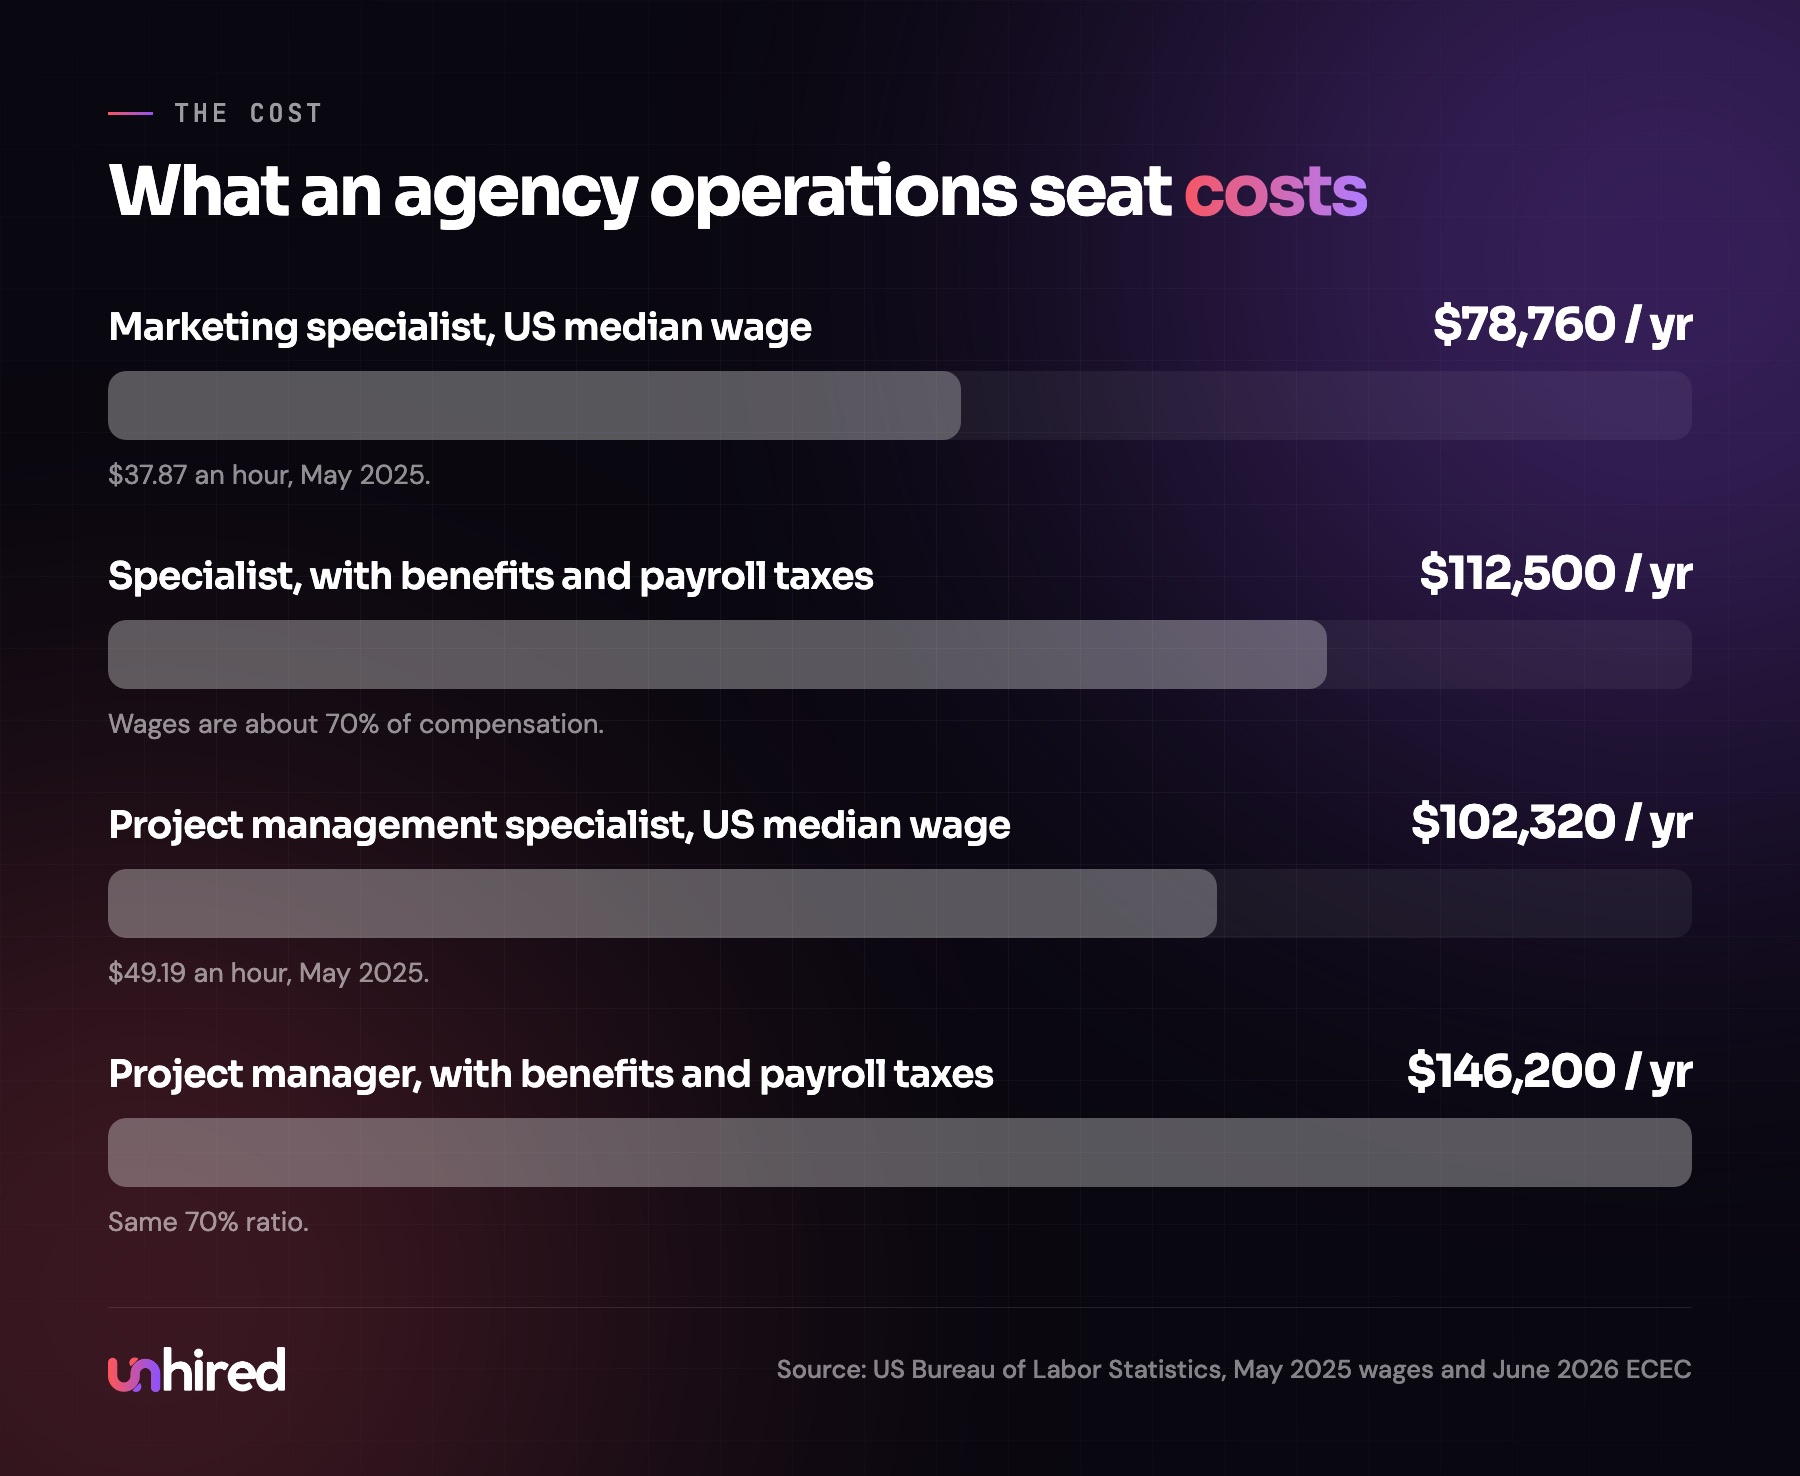 THE COST
What an agency operations seat costs
Marketing specialist, US median wage
$78,760 / yr
$37.87 an hour, May 2025.
Specialist, with benefits and payroll taxes
$112,500 / yr
Wages are about 70% of compensation.
Project management specialist, US median wage
$102,320 / yr
$49.19 an hour, May 2025.
Project manager, with benefits and payroll taxes
$146,200 / yr
Same 70% ratio.
unhired
Source: US Bureau of Labor Statistics, May 2025 wages and June 2026 ECEC